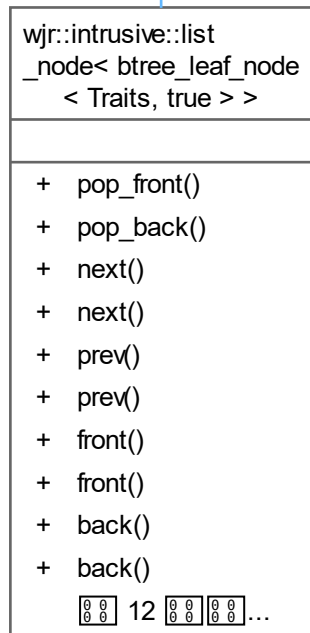 wjr::intrusive::list
_node< btree_leaf_node
< Traits, true > >
+ pop_front()
+ pop_back()
+ next()
+ next()
+ prev()
+ prev()
+ front()
+ front()
+ back()
+ back()
12 ...